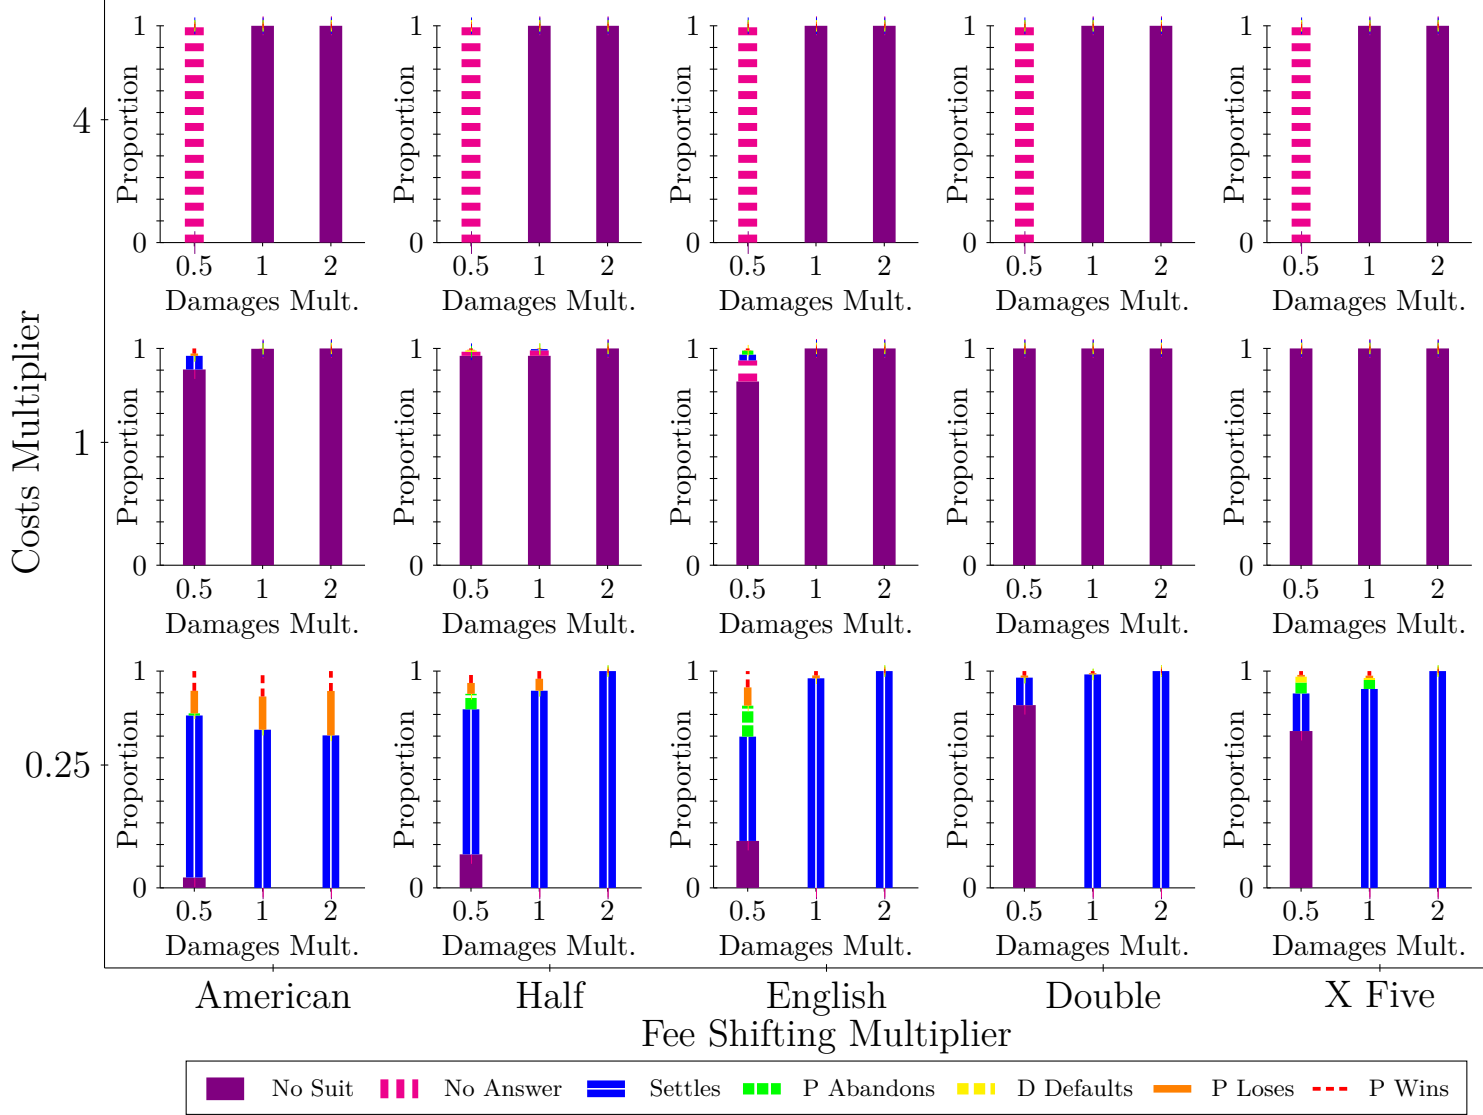 1 1 1 1 1
Proportion Proportion Proportion Proportion Proportion
4
0 0 0 0 0
0.5 1 2 0.5 1 2 0.5 1 2 0.5 1 2 0.5 1 2
Damages Mult. Damages Mult. Damages Mult. Damages Mult. Damages Mult.
Costs Multiplier
1 1 1 1 1
Proportion Proportion Proportion Proportion Proportion
1
0 0 0 0 0
0.5 1 2 0.5 1 2 0.5 1 2 0.5 1 2 0.5 1 2
Damages Mult. Damages Mult. Damages Mult. Damages Mult. Damages Mult.
1 1 1 1 1
Proportion Proportion Proportion Proportion Proportion
0.25
0 0 0 0 0
0.5 1 2 0.5 1 2 0.5 1 2 0.5 1 2 0.5 1 2
Damages Mult. Damages Mult. Damages Mult. Damages Mult. Damages Mult.
American Half English Double X Five
Fee Shifting Multiplier
No Suit No Answer Settles P Abandons D Defaults P Loses P Wins